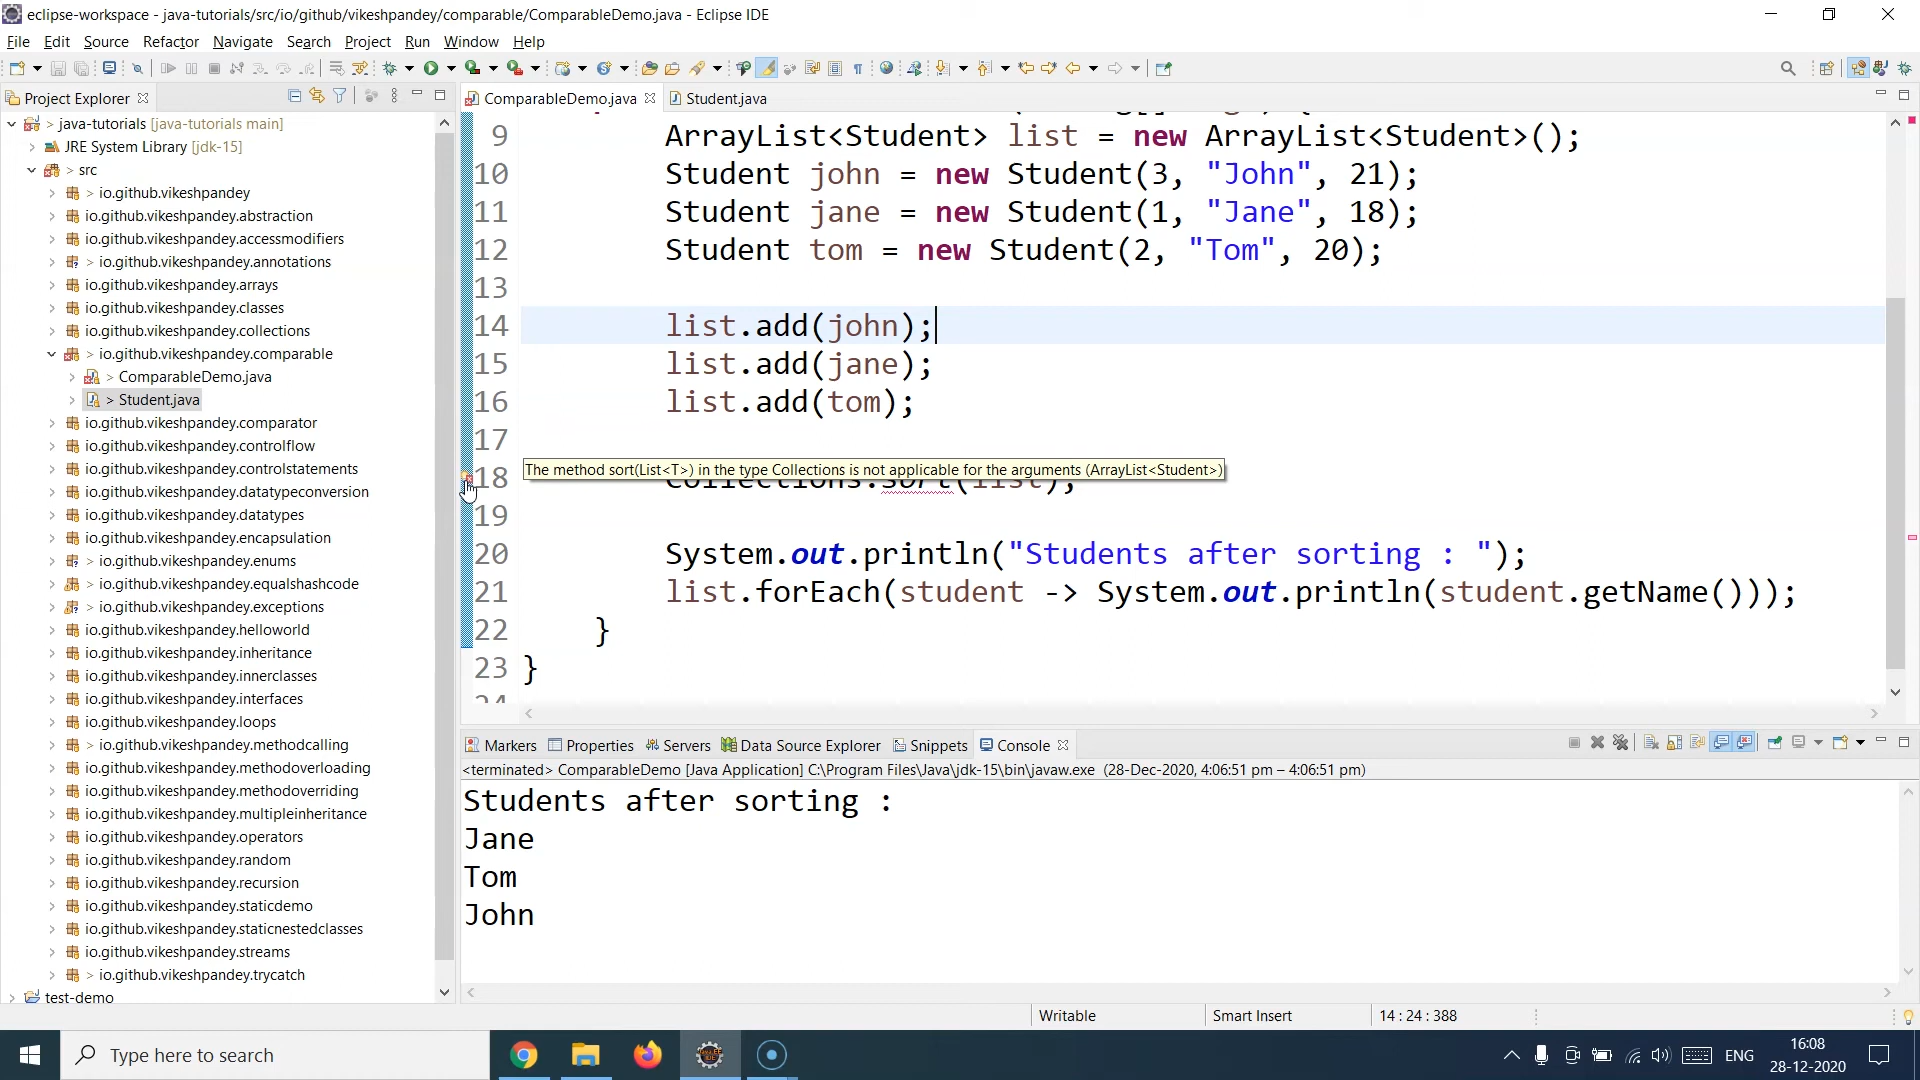 eclipse-workspace - java-tutorials/src/io/github/vikeshpandey/comparable/ComparableDemo.java - Eclipse IDE
File Edit Source Refactor Navigate Search Project Run Window Help
Project Explorer
> java-tutorials [java-tutorials main]
JRE System Library [jdk-15]
> src
> io.github.vikeshpandey
io.github.vikeshpandey.abstraction
io.github.vikeshpandey.accessmodifiers
> io.github.vikeshpandey.annotations
io.github.vikeshpandey.arrays
io.github.vikeshpandey.classes
io.github.vikeshpandey.collections
> io.github.vikeshpandey.comparable
> ComparableDemo.java
> Student.java
io.github.vikeshpandey.comparator
io.github.vikeshpandey.controlflow
io.github.vikeshpandey.controlstatements
io.github.vikeshpandey.datatypeconversion
io.github.vikeshpandey.datatypes
io.github.vikeshpandey.encapsulation
> io.github.vikeshpandey.enums
> io.github.vikeshpandey.equalshashcode
> io.github.vikeshpandey.exceptions
io.github.vikeshpandey.helloworld
io.github.vikeshpandey.inheritance
io.github.vikeshpandey.innerclasses
io.github.vikeshpandey.interfaces
io.github.vikeshpandey.loops
> io.github.vikeshpandey.methodcalling
io.github.vikeshpandey.methodoverloading
io.github.vikeshpandey.methodoverriding
io.github.vikeshpandey.multipleinheritance
io.github.vikeshpandey.operators
io.github.vikeshpandey.random
io.github.vikeshpandey.recursion
io.github.vikeshpandey.staticdemo
io.github.vikeshpandey.staticnestedclasses
io.github.vikeshpandey.streams
> io.github.vikeshpandey.trycatch
test-demo
ComparableDemo.java Student.java
9 ArrayList<Student> list = new ArrayList<Student>();
10 Student john = new Student(3, "John", 21);
11 Student jane = new Student(1, "Jane", 18);
12 Student tom = new Student(2, "Tom", 20);
13
14 list.add(john);
15 list.add(jane);
16 list.add(tom);
17
The method sort(List<T>) in the type Collections is not applicable for the arguments (ArrayList<Student>)
18 Collections.sort(list);
19
20 System.out.println("Students after sorting : ");
21 list.forEach(student -> System.out.println(student.getName()));
22 }
23 }
24
Markers Properties Servers Data Source Explorer Snippets Console
<terminated> ComparableDemo [Java Application] C:\Program Files\Java\jdk-15\bin\javaw.exe (28-Dec-2020, 4:06:51 pm – 4:06:51 pm)
Students after sorting :
Jane
Tom
John
Writable Smart Insert 14 : 24 : 388
Type here to search
ENG
16:08
28-12-2020